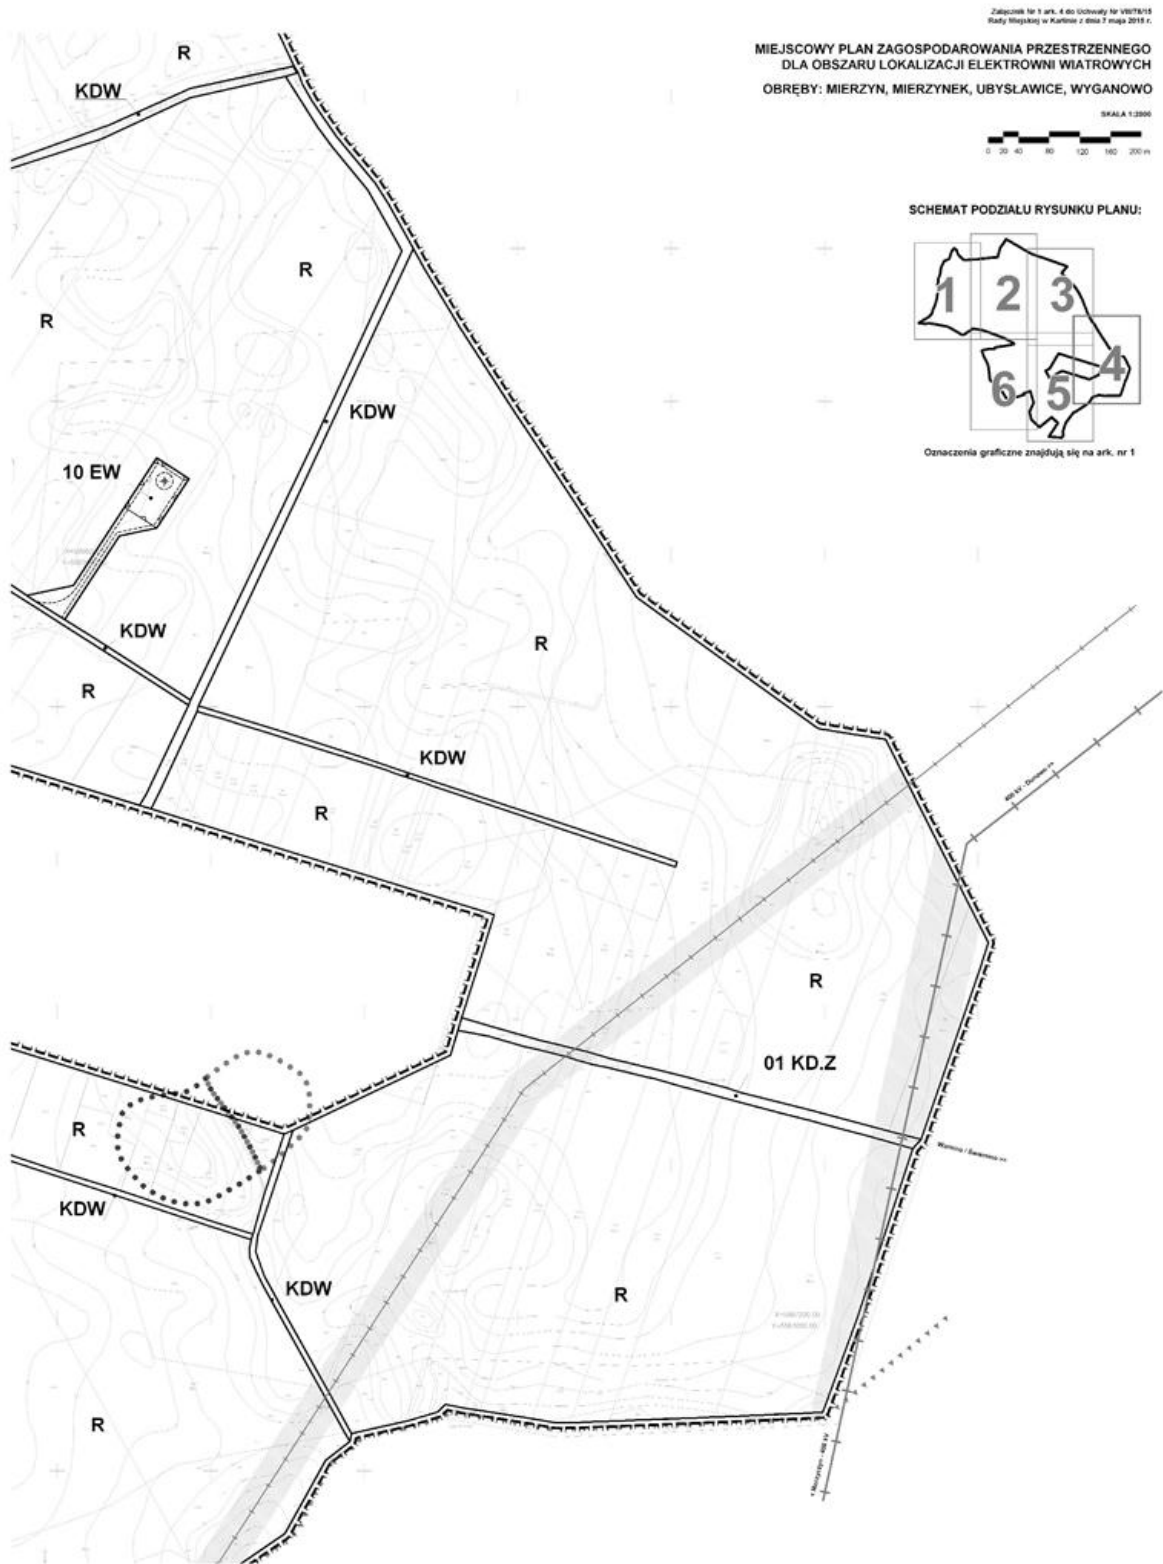 Załącznik Nr 1 ark. 4 do Uchwały Nr VIII/76/15
Rady Miejskiej w Karlinie z dnia 7 maja 2015 r.
MIEJSCOWY PLAN ZAGOSPODAROWANIA PRZESTRZENNEGO
DLA OBSZARU LOKALIZACJI ELEKTROWNI WIATROWYCH
OBRĘBY: MIERZYN, MIERZYNEK, UBYSŁAWICE, WYGANOWO
SKALA 1:2000
0 20 40 80 120 160 200 m
SCHEMAT PODZIAŁU RYSUNKU PLANU:
1
2
3
4
5
6
Oznaczenia graficzne znajdują się na ark. nr 1
R
KDW
R
R
KDW
10 EW
KDW
R
R
KDW
R
400 kV - Dunowo >>
R
01 KD.Z
R
KDW
KDW
R
R